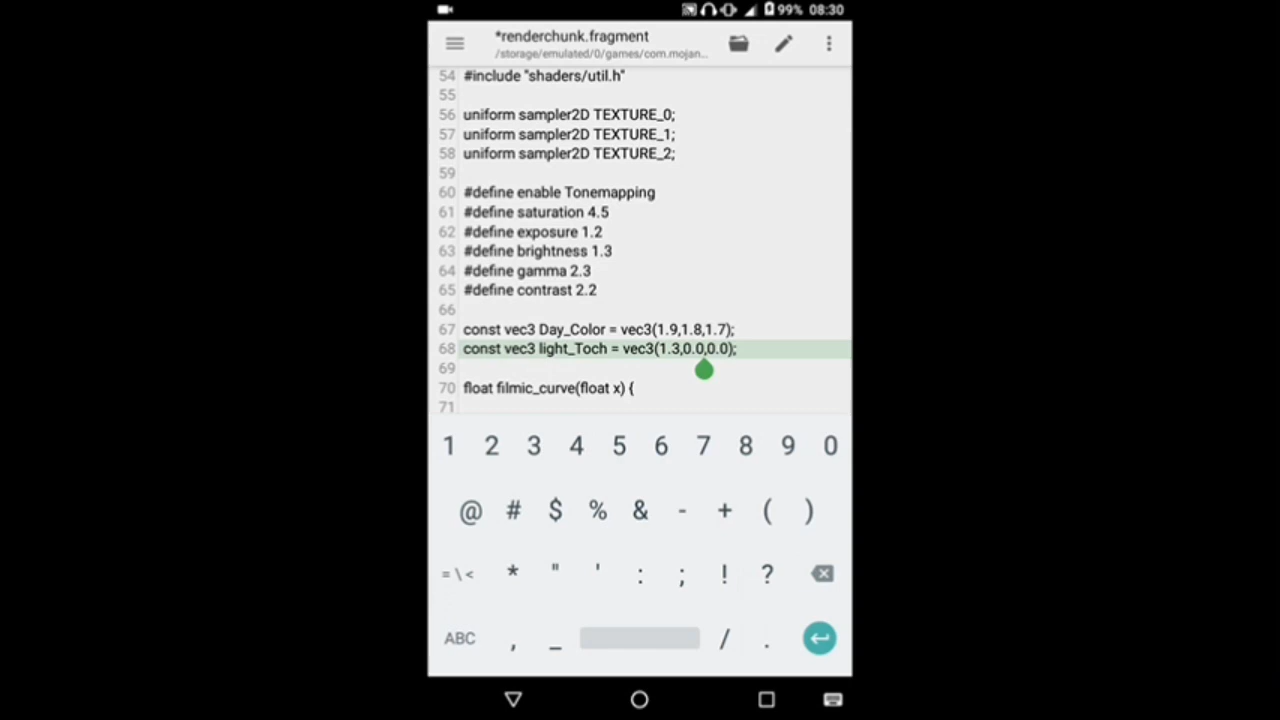 99% 08:30
*renderchunk.fragment
/storage/emulated/0/games/com.mojan...
54 #include "shaders/util.h"
55
56 uniform sampler2D TEXTURE_0;
57 uniform sampler2D TEXTURE_1;
58 uniform sampler2D TEXTURE_2;
59
60 #define enable Tonemapping
61 #define saturation 4.5
62 #define exposure 1.2
63 #define brightness 1.3
64 #define gamma 2.3
65 #define contrast 2.2
66
67 const vec3 Day_Color = vec3(1.9,1.8,1.7);
68 const vec3 light_Toch = vec3(1.3,0.0,0.0);
69
70 float filmic_curve(float x) {
71
1 2 3 4 5 6 7 8 9 0
@ # $ % & - + ( )
= \ < * " ' : ; ! ?
ABC , _ / .